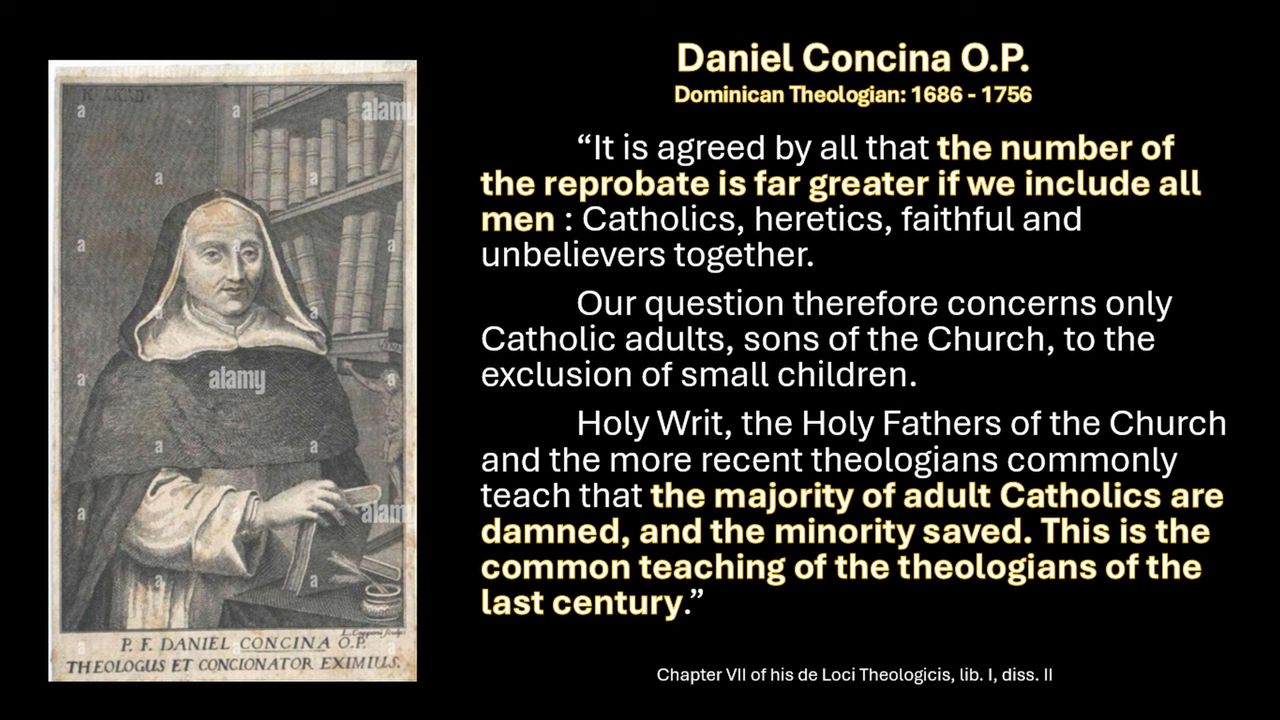 Daniel Concina O.P.
Dominican Theologian: 1686 - 1756
“It is agreed by all that the number of
the reprobate is far greater if we include all
men : Catholics, heretics, faithful and
unbelievers together.
Our question therefore concerns only
Catholic adults, sons of the Church, to the
exclusion of small children.
Holy Writ, the Holy Fathers of the Church
and the more recent theologians commonly
teach that the majority of adult Catholics are
damned, and the minority saved. This is the
common teaching of the theologians of the
last century.”
Chapter VII of his de Loci Theologicis, lib. I, diss. II
alamy
alamy
alamy
P. F. DANIEL CONCINA O.P.
THEOLOGUS ET CONCIONATOR EXIMIUS.